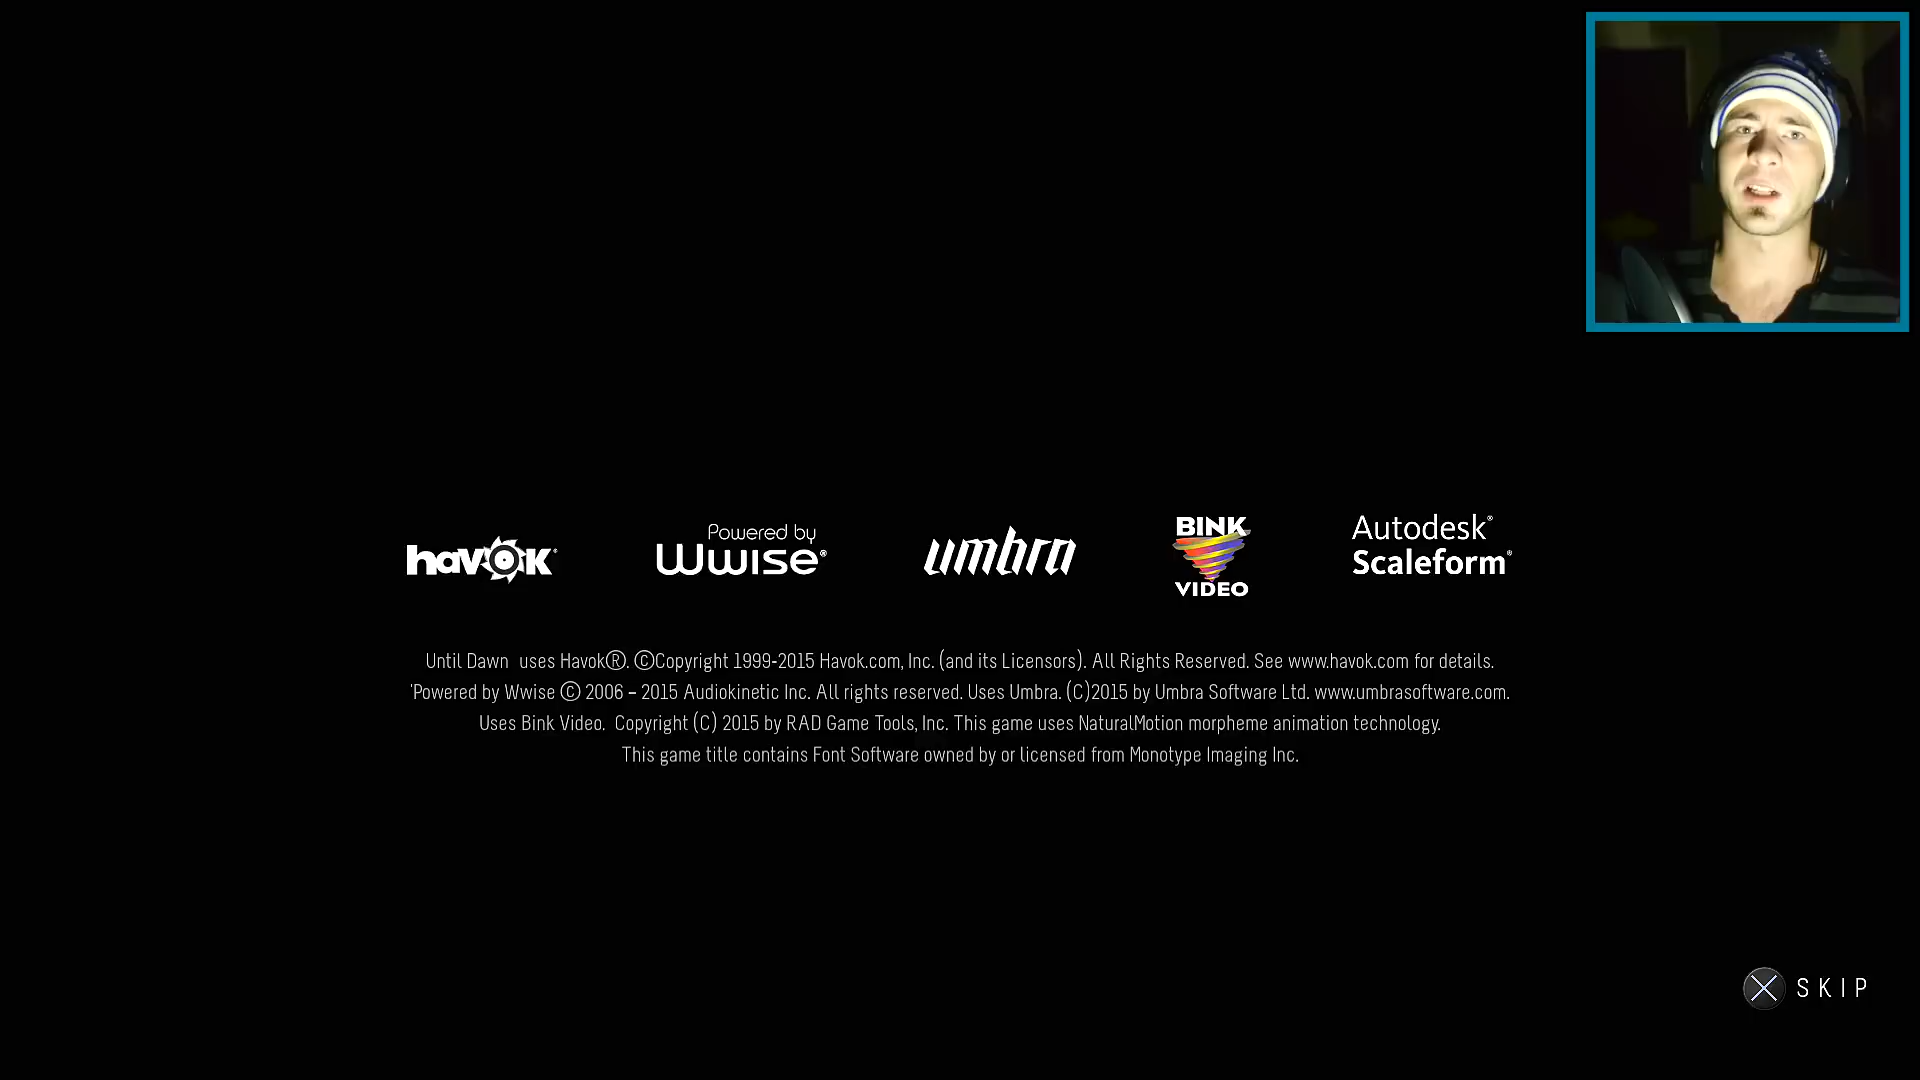 havok®
Powered by
Wwise®
umbra
BINK
VIDEO
Autodesk®
Scaleform®
Until Dawn  uses Havok®. ©Copyright 1999-2015 Havok.com, Inc. (and its Licensors). All Rights Reserved. See www.havok.com for details.
'Powered by Wwise © 2006 – 2015 Audiokinetic Inc. All rights reserved. Uses Umbra. (C)2015 by Umbra Software Ltd. www.umbrasoftware.com.
Uses Bink Video.  Copyright (C) 2015 by RAD Game Tools, Inc. This game uses NaturalMotion morpheme animation technology.
This game title contains Font Software owned by or licensed from Monotype Imaging Inc.
SKIP